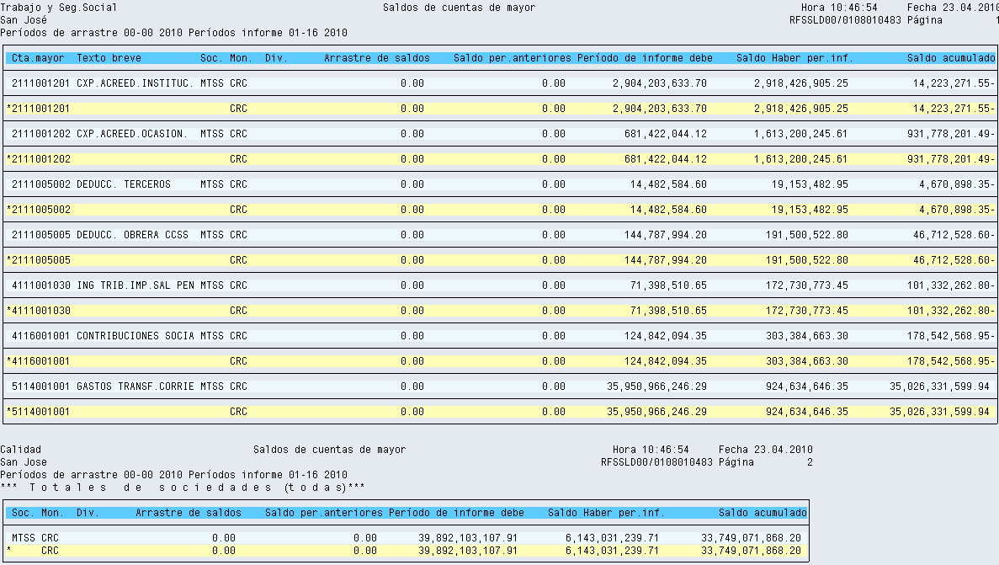 Trabajo y Seg.Social Saldos de cuentas de mayor Hora 10:46:54 Fecha 23.04.2010
San José RFSSLD00/0108010483 Página 1
Períodos de arrastre 00-00 2010 Períodos informe 01-16 2010
Cta.mayor Texto breve Soc. Mon. Div. Arrastre de saldos Saldo per.anteriores Período de informe debe Saldo Haber per.inf. Saldo acumulado
2111001201 CXP.ACREED.INSTITUC. MTSS CRC 0.00 0.00 2,904,203,633.70 2,918,426,905.25 14,223,271.55-
*2111001201 CRC 0.00 0.00 2,904,203,633.70 2,918,426,905.25 14,223,271.55-
2111001202 CXP.ACREED.OCASION. MTSS CRC 0.00 0.00 681,422,044.12 1,613,200,245.61 931,778,201.49-
*2111001202 CRC 0.00 0.00 681,422,044.12 1,613,200,245.61 931,778,201.49-
2111005002 DEDUCC. TERCEROS MTSS CRC 0.00 0.00 14,482,584.60 19,153,482.95 4,670,898.35-
*2111005002 CRC 0.00 0.00 14,482,584.60 19,153,482.95 4,670,898.35-
2111005005 DEDUCC. OBRERA CCSS MTSS CRC 0.00 0.00 144,787,994.20 191,500,522.80 46,712,528.60-
*2111005005 CRC 0.00 0.00 144,787,994.20 191,500,522.80 46,712,528.60-
4111001030 ING TRIB.IMP.SAL PEN MTSS CRC 0.00 0.00 71,398,510.65 172,730,773.45 101,332,262.80-
*4111001030 CRC 0.00 0.00 71,398,510.65 172,730,773.45 101,332,262.80-
4116001001 CONTRIBUCIONES SOCIA MTSS CRC 0.00 0.00 124,842,094.35 303,384,663.30 178,542,568.95-
*4116001001 CRC 0.00 0.00 124,842,094.35 303,384,663.30 178,542,568.95-
5114001001 GASTOS TRANSF.CORRIE MTSS CRC 0.00 0.00 35,950,966,246.29 924,634,646.35 35,026,331,599.94
*5114001001 CRC 0.00 0.00 35,950,966,246.29 924,634,646.35 35,026,331,599.94
Calidad Saldos de cuentas de mayor Hora 10:46:54 Fecha 23.04.2010
San Jose RFSSLD00/0108010483 Página 2
Períodos de arrastre 00-00 2010 Períodos informe 01-16 2010
*** T o t a l e s d e s o c i e d a d e s (t o d a s)***
Soc. Mon. Div. Arrastre de saldos Saldo per.anteriores Período de informe debe Saldo Haber per.inf. Saldo acumulado
MTSS CRC 0.00 0.00 39,892,103,107.91 6,143,031,239.71 33,749,071,868.20
* CRC 0.00 0.00 39,892,103,107.91 6,143,031,239.71 33,749,071,868.20